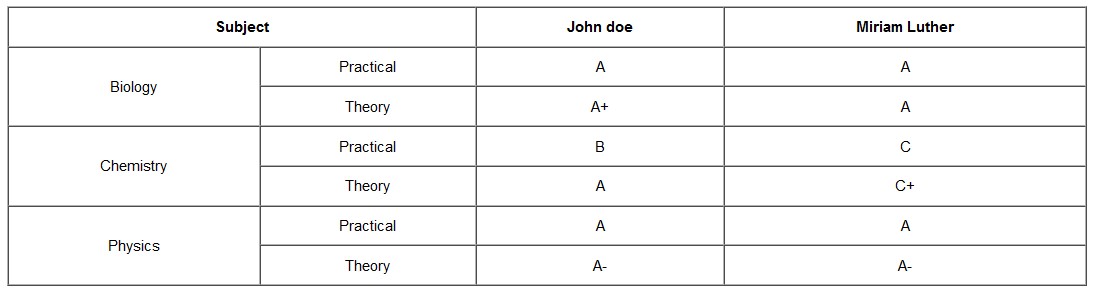 Subject John doe Miriam Luther
Biology Practical A A
Theory A+ A
Chemistry Practical B C
Theory A C+
Physics Practical A A
Theory A- A-